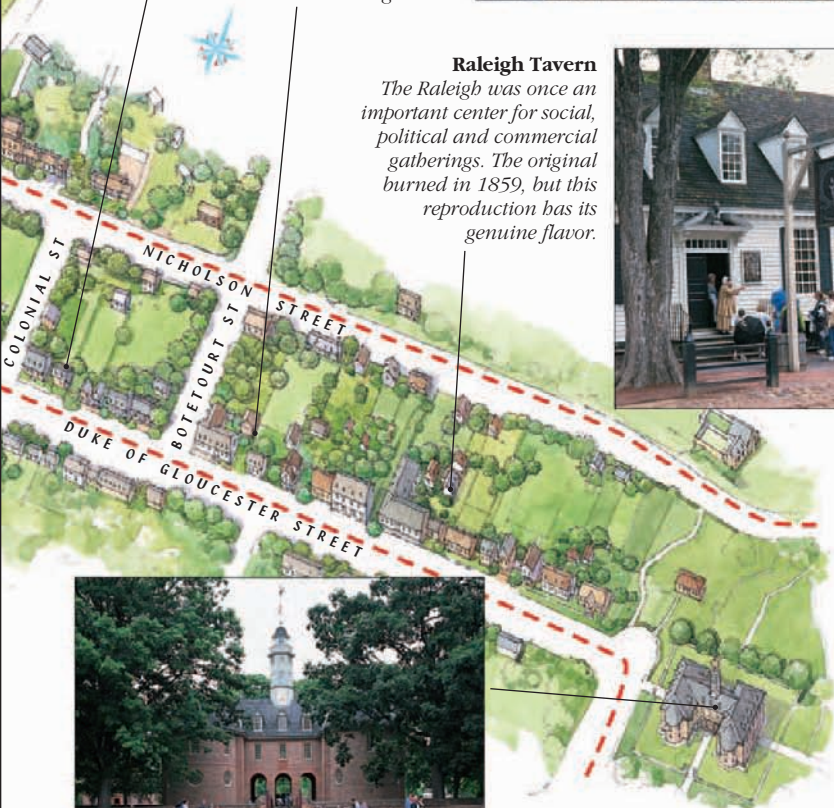 Raleigh Tavern
The Raleigh was once an
important center for social,
political and commercial
gatherings. The original
burned in 1859, but this
reproduction has its
genuine flavor.
NICHOLSON STREET
COLONIAL ST
BOTETOURT ST
DUKE OF GLOUCESTER STREET